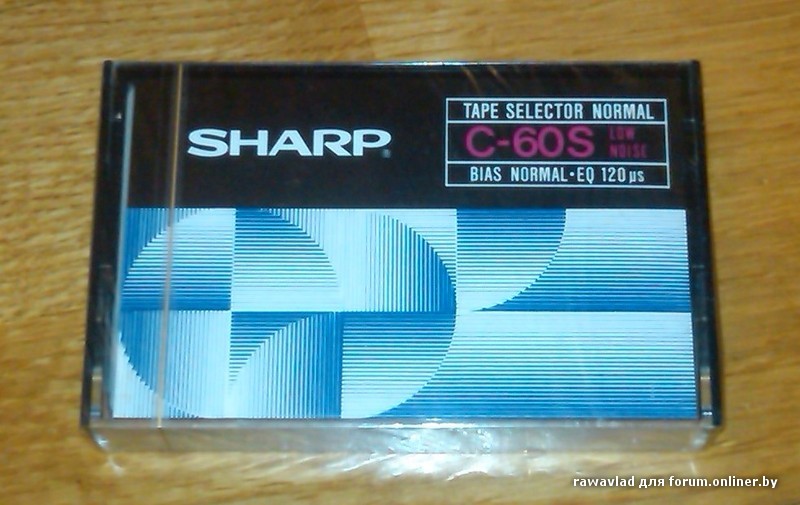 SHARP
TAPE SELECTOR NORMAL
C-60S LOW NOISE
BIAS NORMAL·EQ 120 μs
rawavlad для forum.onliner.by